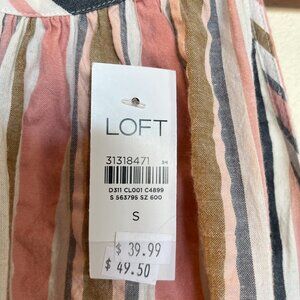 LOFT
31318471
D311 CL001 C4899
S 563795 SZ 600
S
$ 39.99
$ 49.50